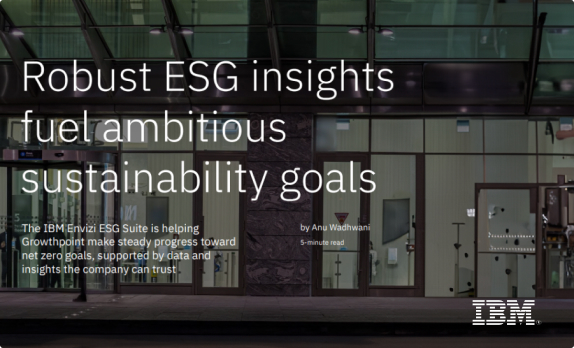 Robust ESG insights
fuel ambitious
sustainability goals
The IBM Envizi ESG Suite is helping
Growthpoint make steady progress toward
net zero goals, supported by data and
insights the company can trust
by Anu Wadhwani
5-minute read
IBM